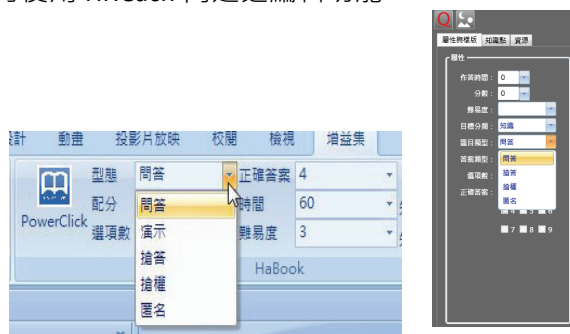 設計 動畫 投影片放映 校閱 檢視 增益集
型態 問答 正確答案 4
配分 問答 時間 60
選項數 演示 難易度 3
PowerClick
搶答
搶權
匿名
HaBook
屬性與樣版 知識點 資源
屬性
作答時間: 0
分數: 0
難易度:
目標分類: 知識
題目類型: 問答
答案類型: 問答
選項數: 搶答
正確答案: 搶權
匿名
4 5 6
7 8 9